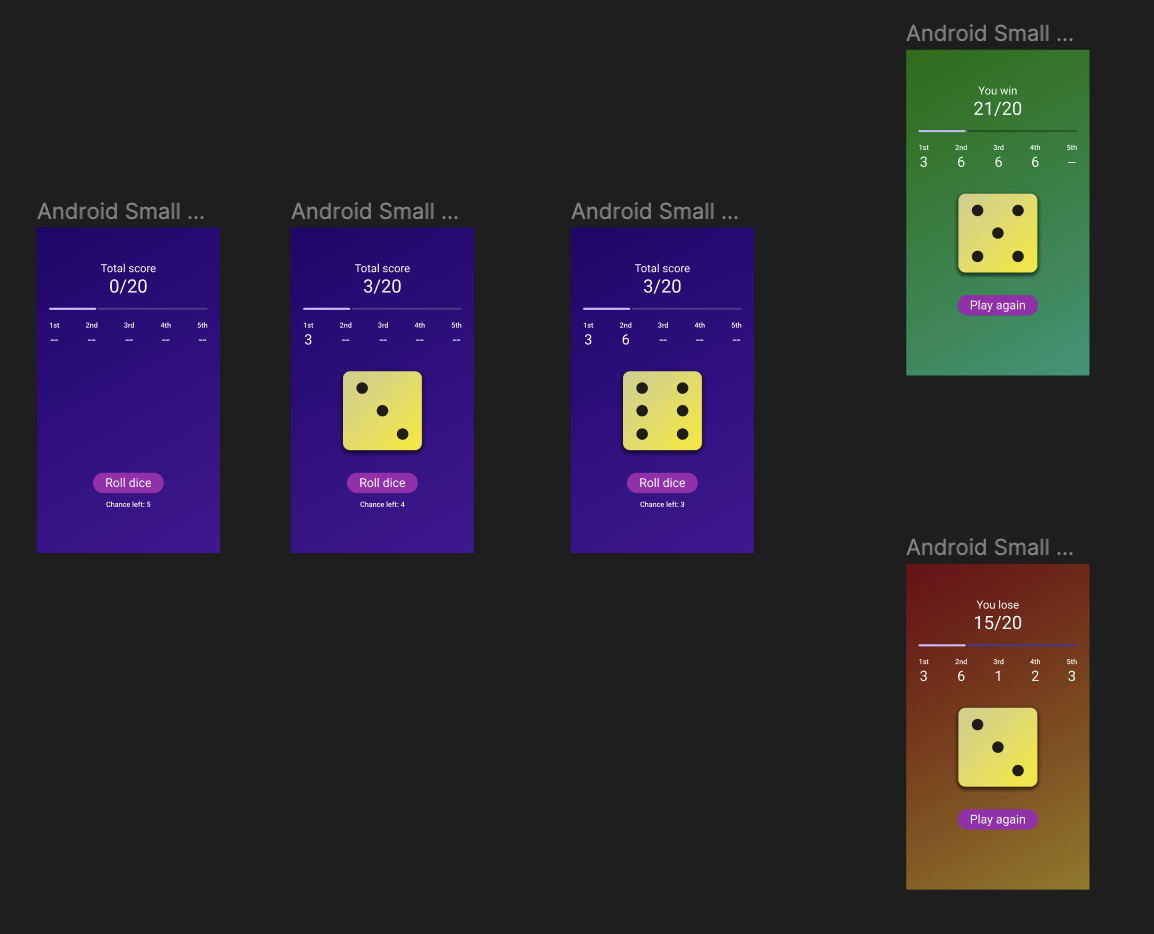 Android Small ...
Total score
0/20
1st 2nd 3rd 4th 5th
-- -- -- -- --
Roll dice
Chance left: 5
Android Small ...
Total score
3/20
1st 2nd 3rd 4th 5th
3 -- -- -- --
Roll dice
Chance left: 4
Android Small ...
Total score
3/20
1st 2nd 3rd 4th 5th
3 6 -- -- --
Roll dice
Chance left: 3
Android Small ...
You win
21/20
1st 2nd 3rd 4th 5th
3 6 6 6 --
Play again
Android Small ...
You lose
15/20
1st 2nd 3rd 4th 5th
3 6 1 2 3
Play again